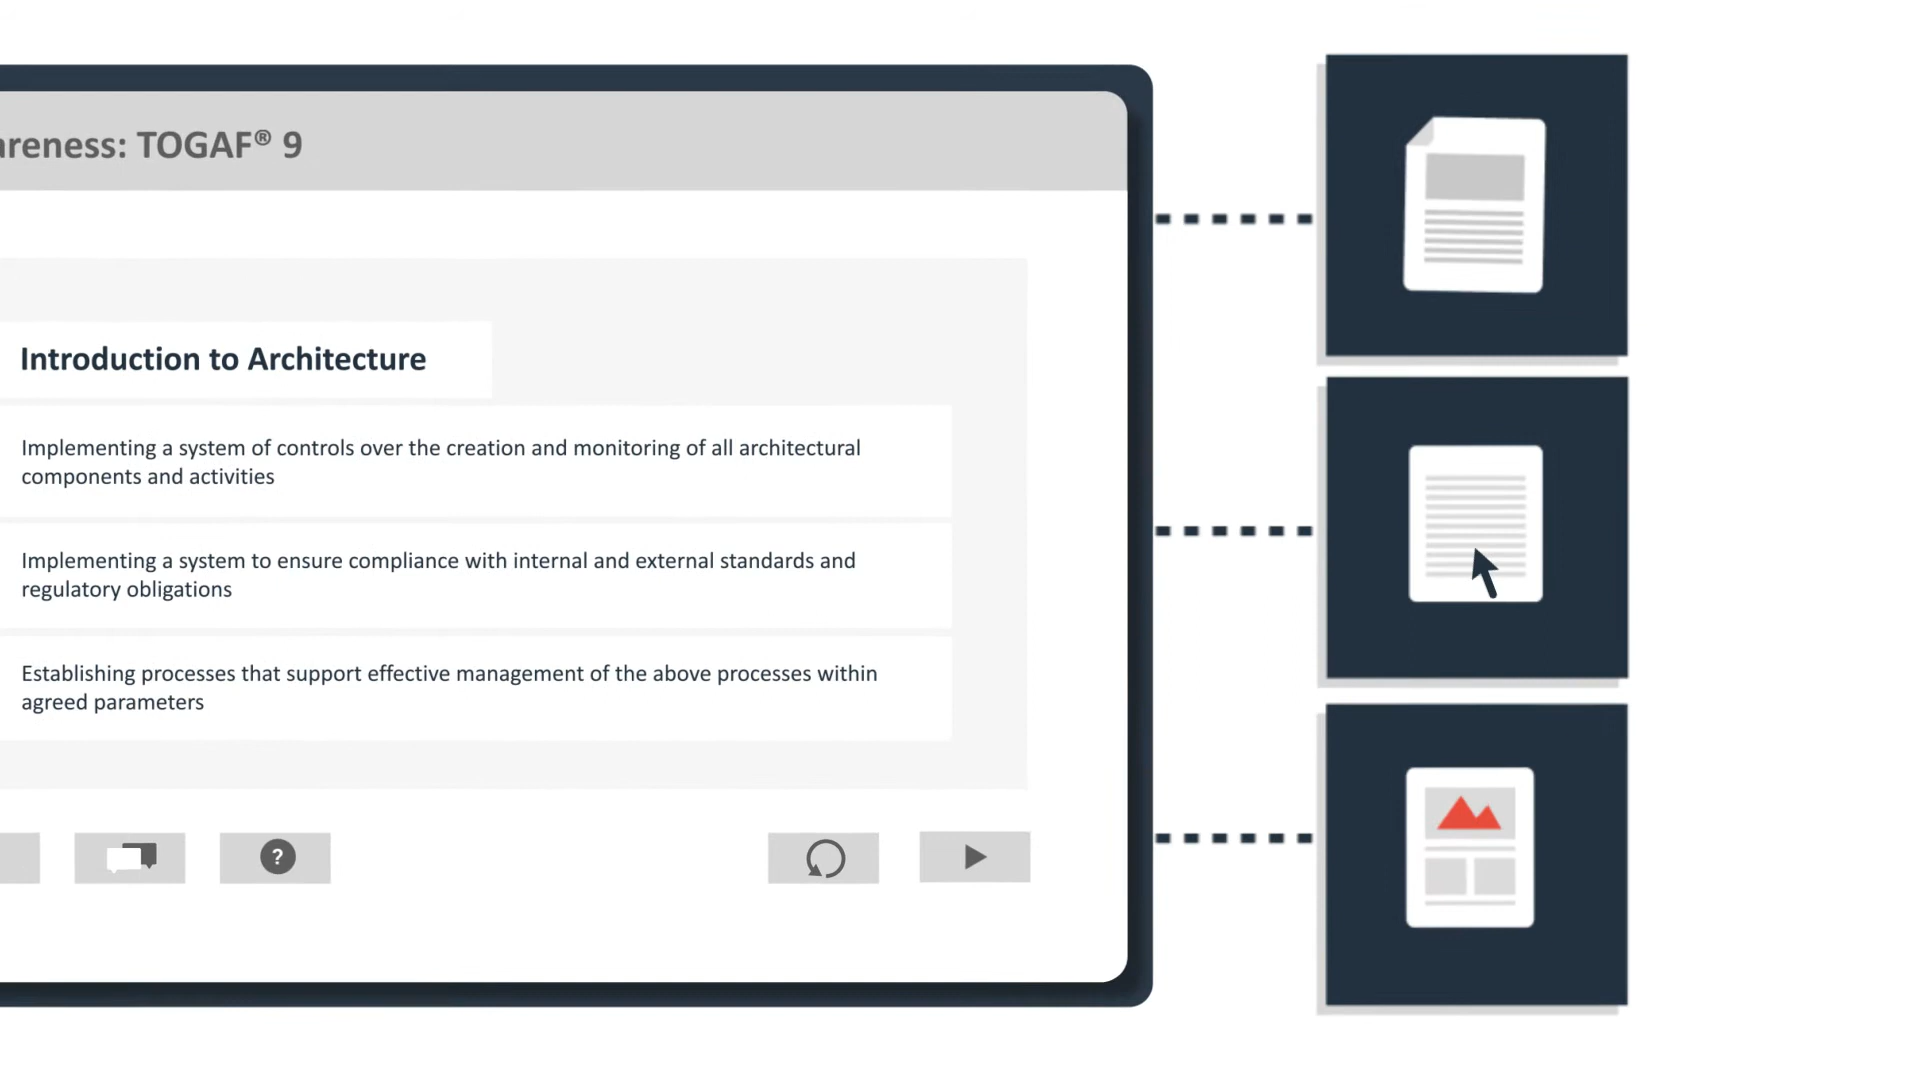 areness: TOGAF® 9
Introduction to Architecture
Implementing a system of controls over the creation and monitoring of all architectural
components and activities
Implementing a system to ensure compliance with internal and external standards and
regulatory obligations
Establishing processes that support effective management of the above processes within
agreed parameters
?